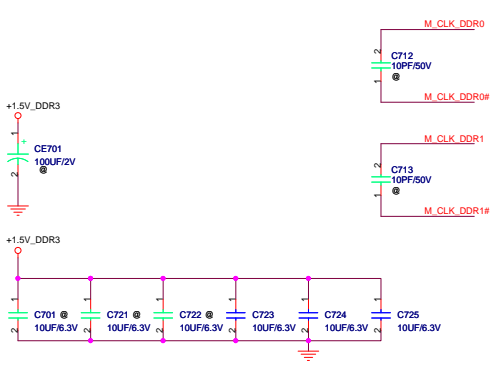 M_CLK_DDR0
2
C712
10PF/50V
1
@
M_CLK_DDR0#
+1.5V_DDR3
1
+
CE701
100UF/2V
2
@
M_CLK_DDR1
2
C713
10PF/50V
1
@
M_CLK_DDR1#
+1.5V_DDR3
1 1 1 1 1 1
C701 @ C721 @ C722 @ C723 C724 C725
2 10UF/6.3V 2 10UF/6.3V 2 10UF/6.3V 2 10UF/6.3V 2 10UF/6.3V 2 10UF/6.3V